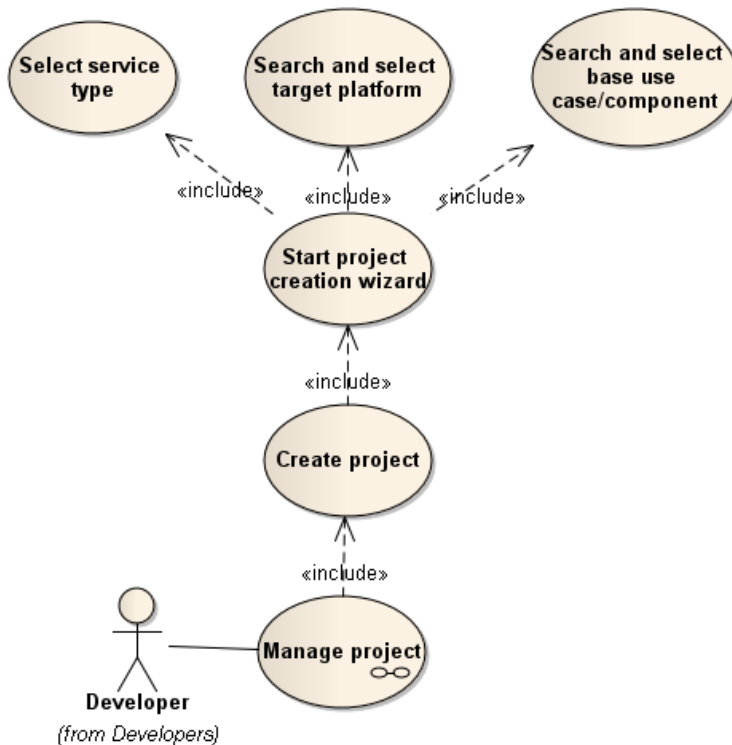 Select service
type
Search and select
target platform
Search and select
base use
case/component
«include»
«include»
«include»
Start project
creation wizard
«include»
Create project
«include»
Manage project
Developer
(from Developers)